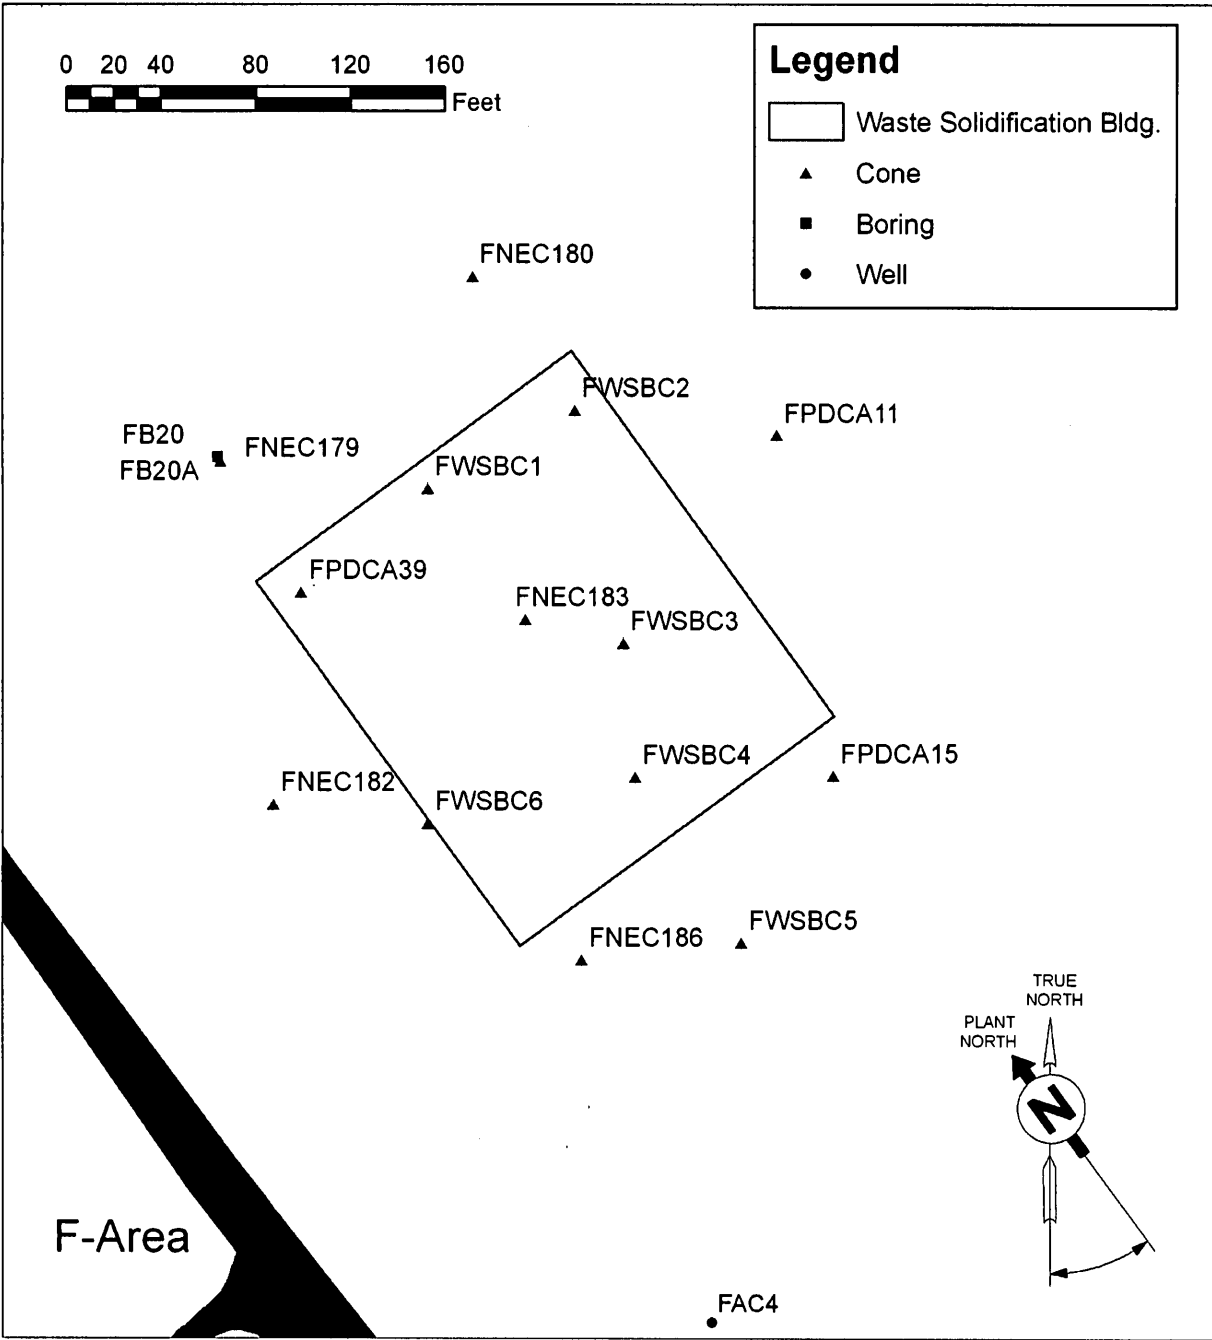 0 20 40 80 120 160
Feet
Legend
Waste Solidification Bldg.
Cone
Boring
Well
FNEC180
FWSBC2
FPDCA11
FB20
FNEC179
FB20A
FWSBC1
FPDCA39
FNEC183
FWSBC3
FWSBC4
FPDCA15
FNEC182
FWSBC6
FWSBC5
FNEC186
TRUE
NORTH
PLANT
NORTH
N
F-Area
FAC4